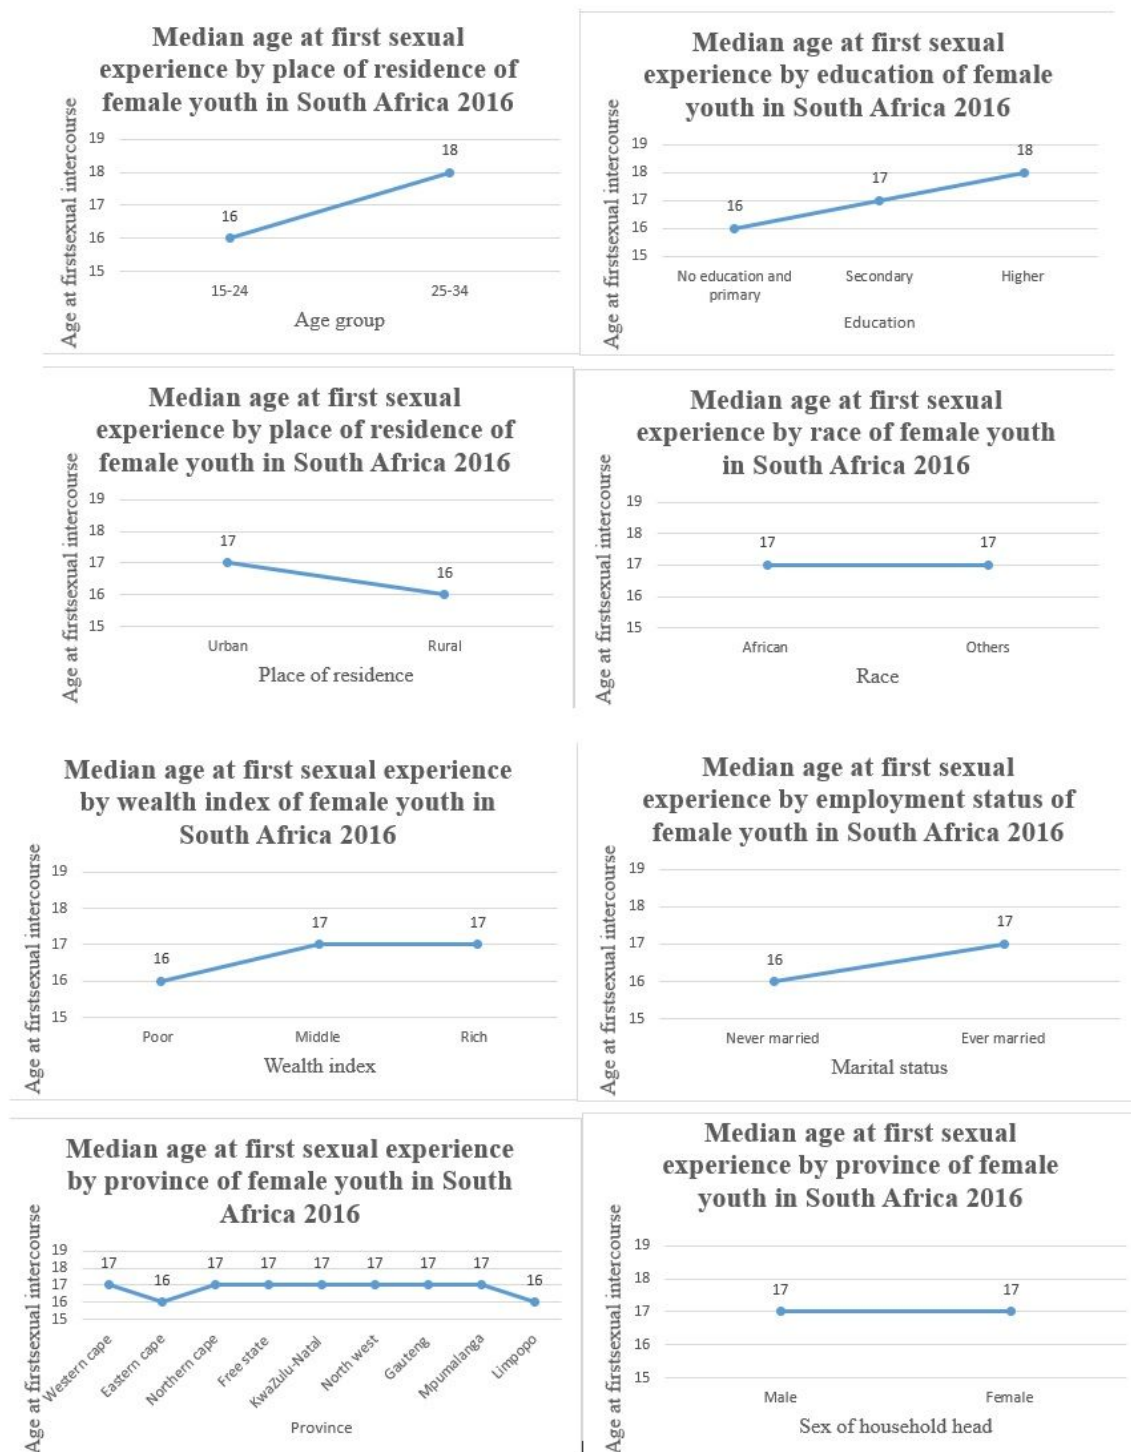 Median age at first sexual
experience by place of residence of
female youth in South Africa 2016
Age at firstsexual intercourse
19
18
17
16
15
16
18
15-24
25-34
Age group
Median age at first sexual
experience by education of female
youth in South Africa 2016
Age at firstsexual intercourse
19
18
17
16
15
16
17
18
No education and
primary
Secondary
Higher
Education
Median age at first sexual
experience by place of residence of
female youth in South Africa 2016
Age at firstsexual intercourse
19
18
17
16
15
17
16
Urban
Rural
Place of residence
Median age at first sexual
experience by race of female youth
in South Africa 2016
Age at firstsexual intercourse
19
18
17
16
15
17
17
African
Others
Race
Median age at first sexual experience
by wealth index of female youth in
South Africa 2016
Age at firstsexual intercourse
19
18
17
16
15
16
17
17
Poor
Middle
Rich
Wealth index
Median age at first sexual
experience by employment status of
female youth in South Africa 2016
Age at firstsexual intercourse
19
18
17
16
15
16
17
Never married
Ever married
Marital status
Median age at first sexual experience
by province of female youth in South
Africa 2016
Age at firstsexual intercourse
19
18
17
16
15
17
16
17
17
17
17
17
17
16
Western cape
Eastern cape
Northern cape
Free state
KwaZulu-Natal
North west
Gauteng
Mpumalanga
Limpopo
Province
Median age at first sexual
experience by province of female
youth in South Africa 2016
Age at firstsexual intercourse
19
18
17
16
15
17
17
Male
Female
Sex of household head